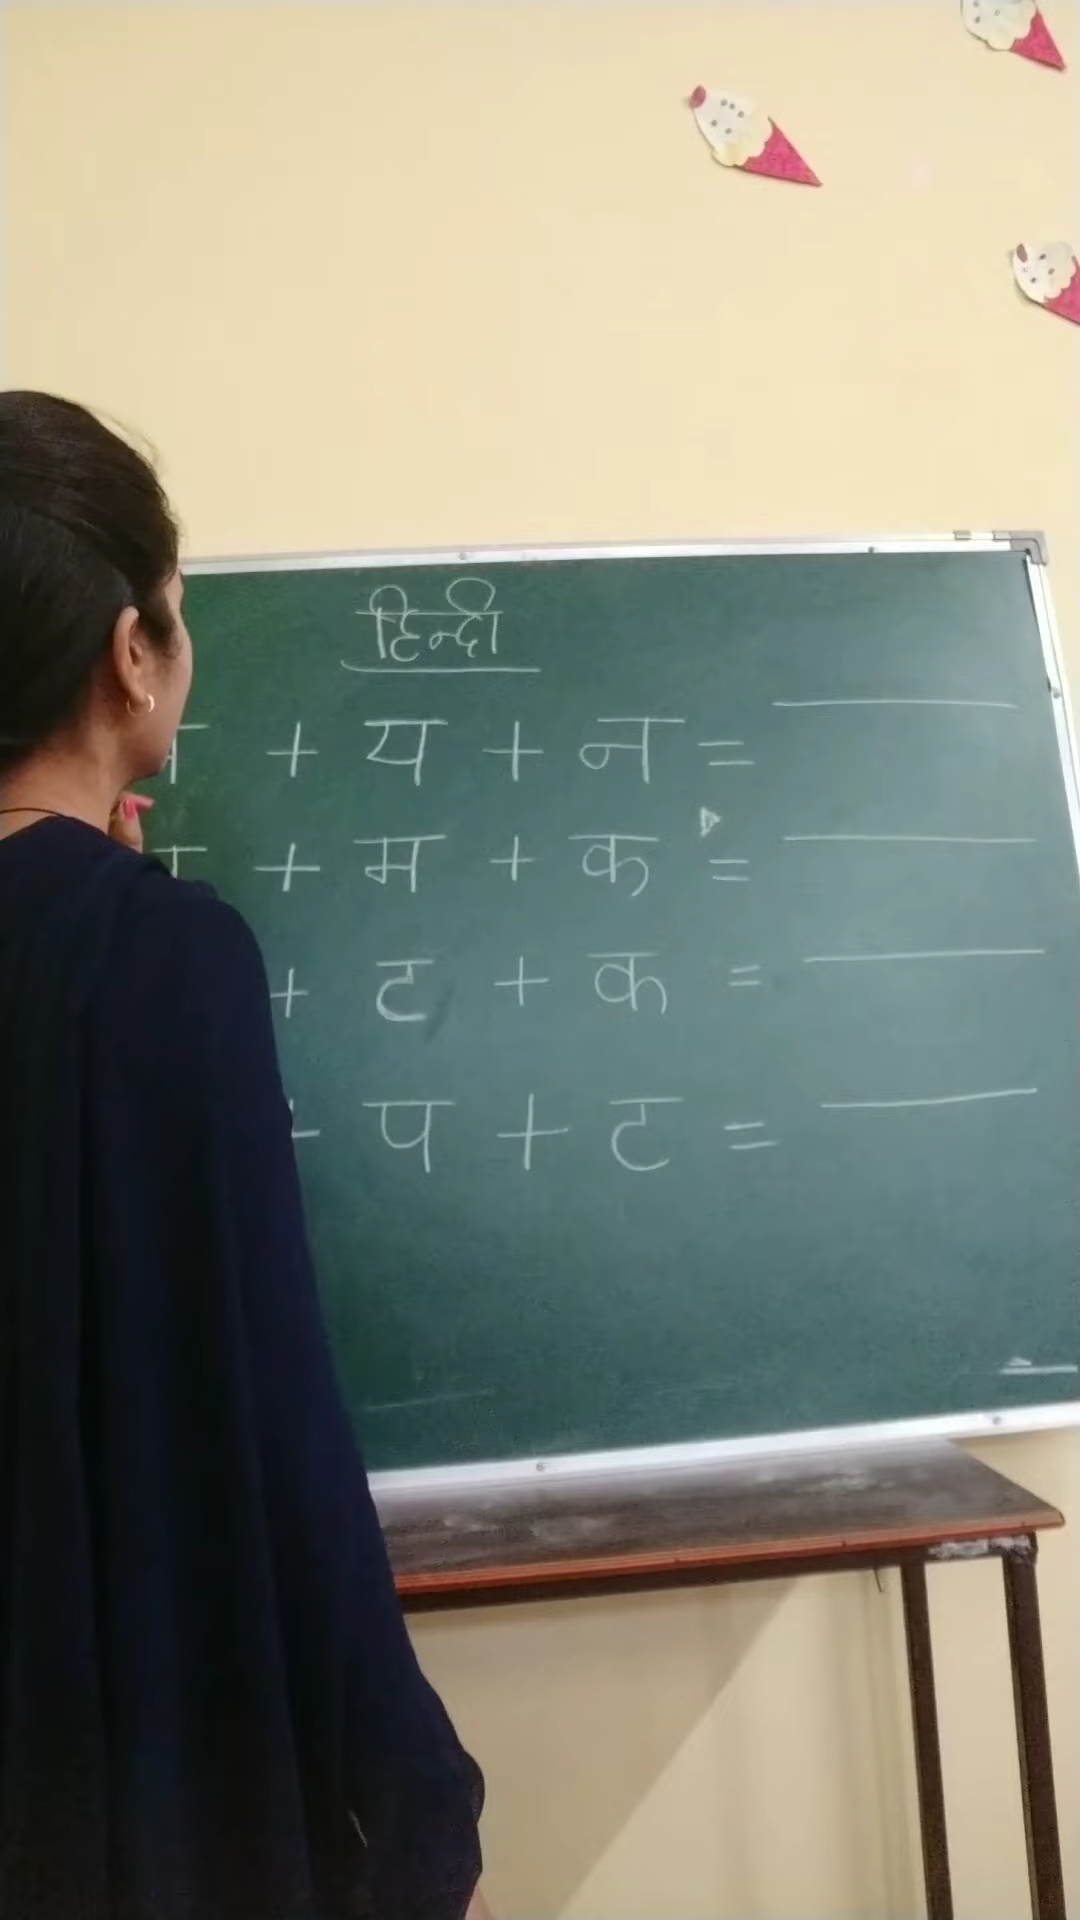 हिन्दी
+ य + न =
+ म + क =
+ ट + क =
+ प + ट =